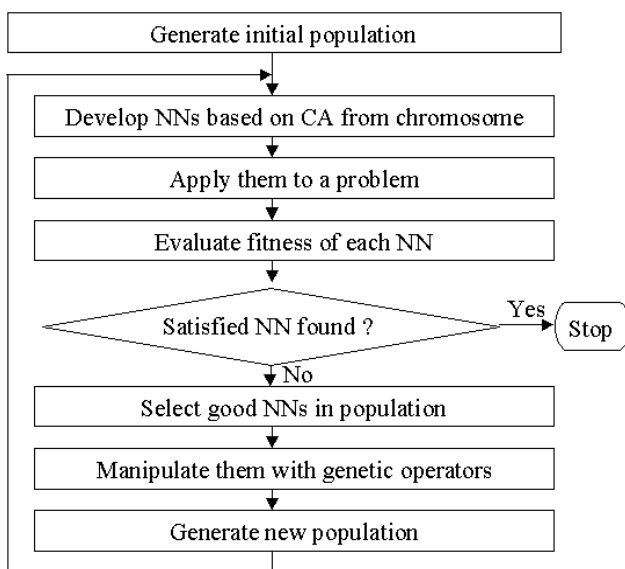 Generate initial population
Develop NNs based on CA from chromosome
Apply them to a problem
Evaluate fitness of each NN
Satisfied NN found ?
Yes
Stop
No
Select good NNs in population
Manipulate them with genetic operators
Generate new population